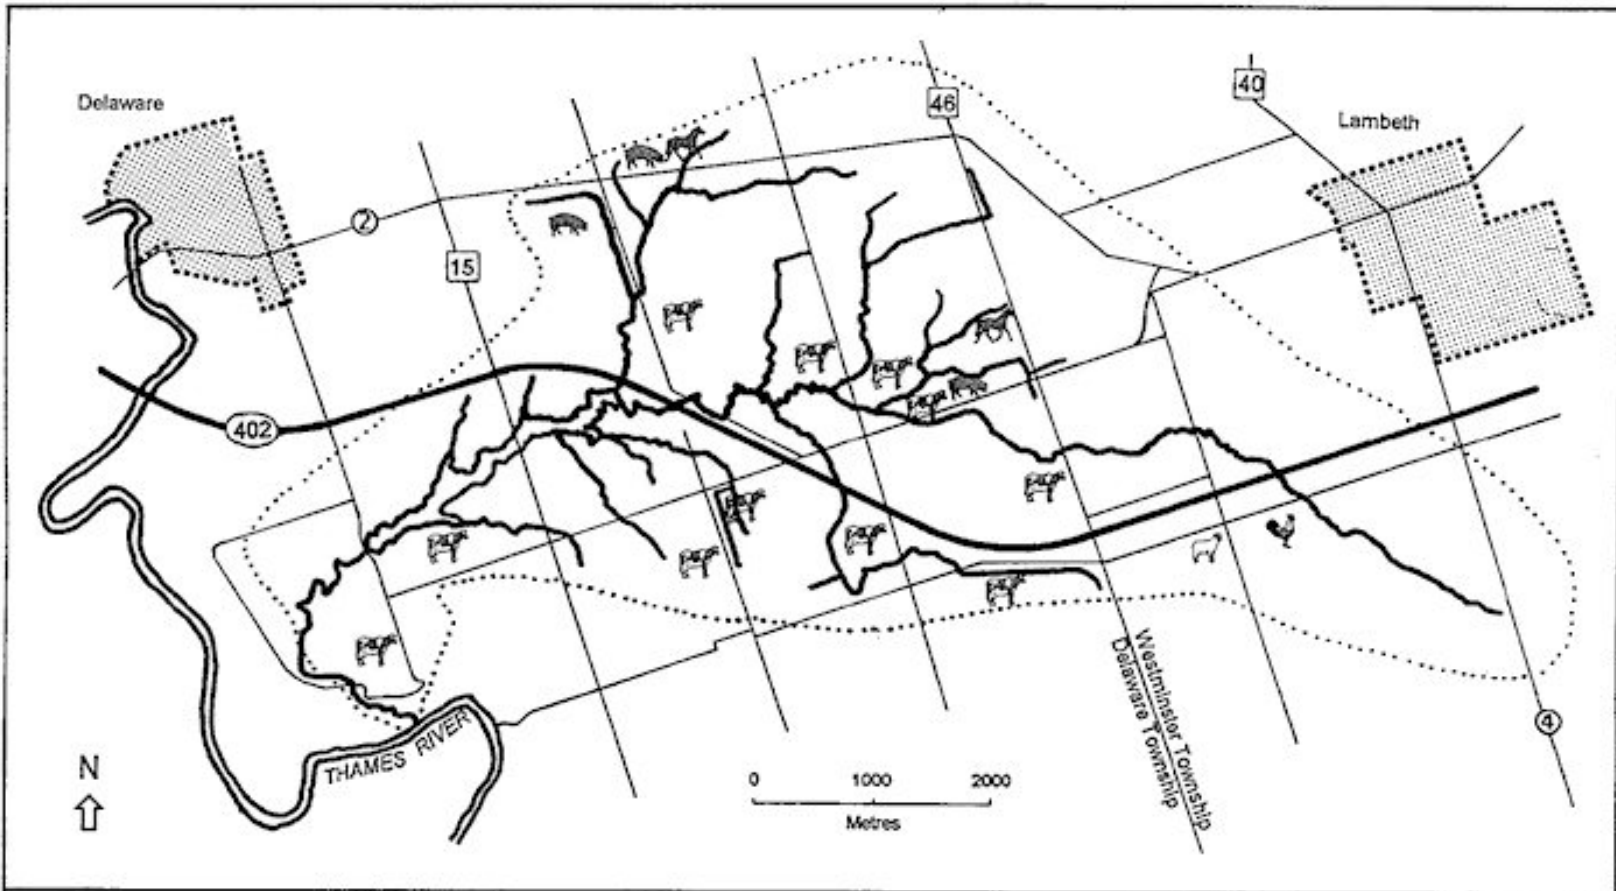 Delaware
46
40
Lambeth
2
15
402
Westminster Township
Delaware Township
4
THAMES RIVER
N
0 1000 2000
Metres